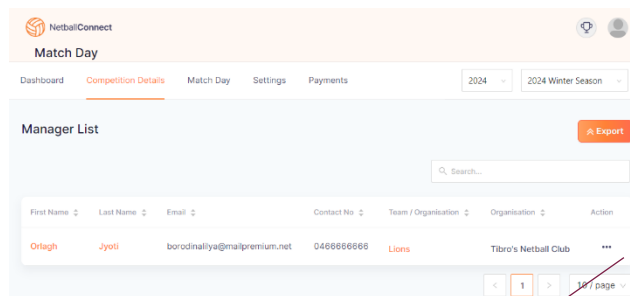 NetballConnect
Match Day
Dashboard Competition Details Match Day Settings Payments 2024 2024 Winter Season
Manager List
Export
Search...
First Name Last Name Email Contact No Team / Organisation Organisation Action
Orlagh Jyoti borodinalilya@mailpremium.net 0466666666 Lions Tibro's Netball Club ...
< 1 > 10 / page